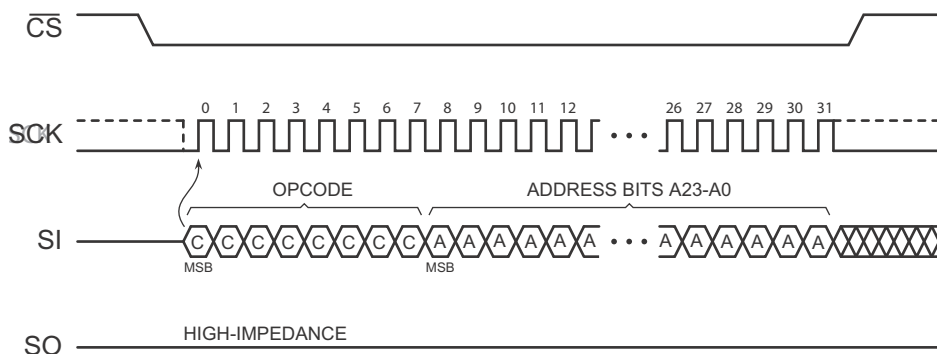 CS
0 1 2 3 4 5 6 7 8 9 10 11 12 26 27 28 29 30 31
SCK
OPCODE ADDRESS BITS A23-A0
SI C C C C C C C C A A A A A A A A A A A A
MSB MSB
HIGH-IMPEDANCE
SO